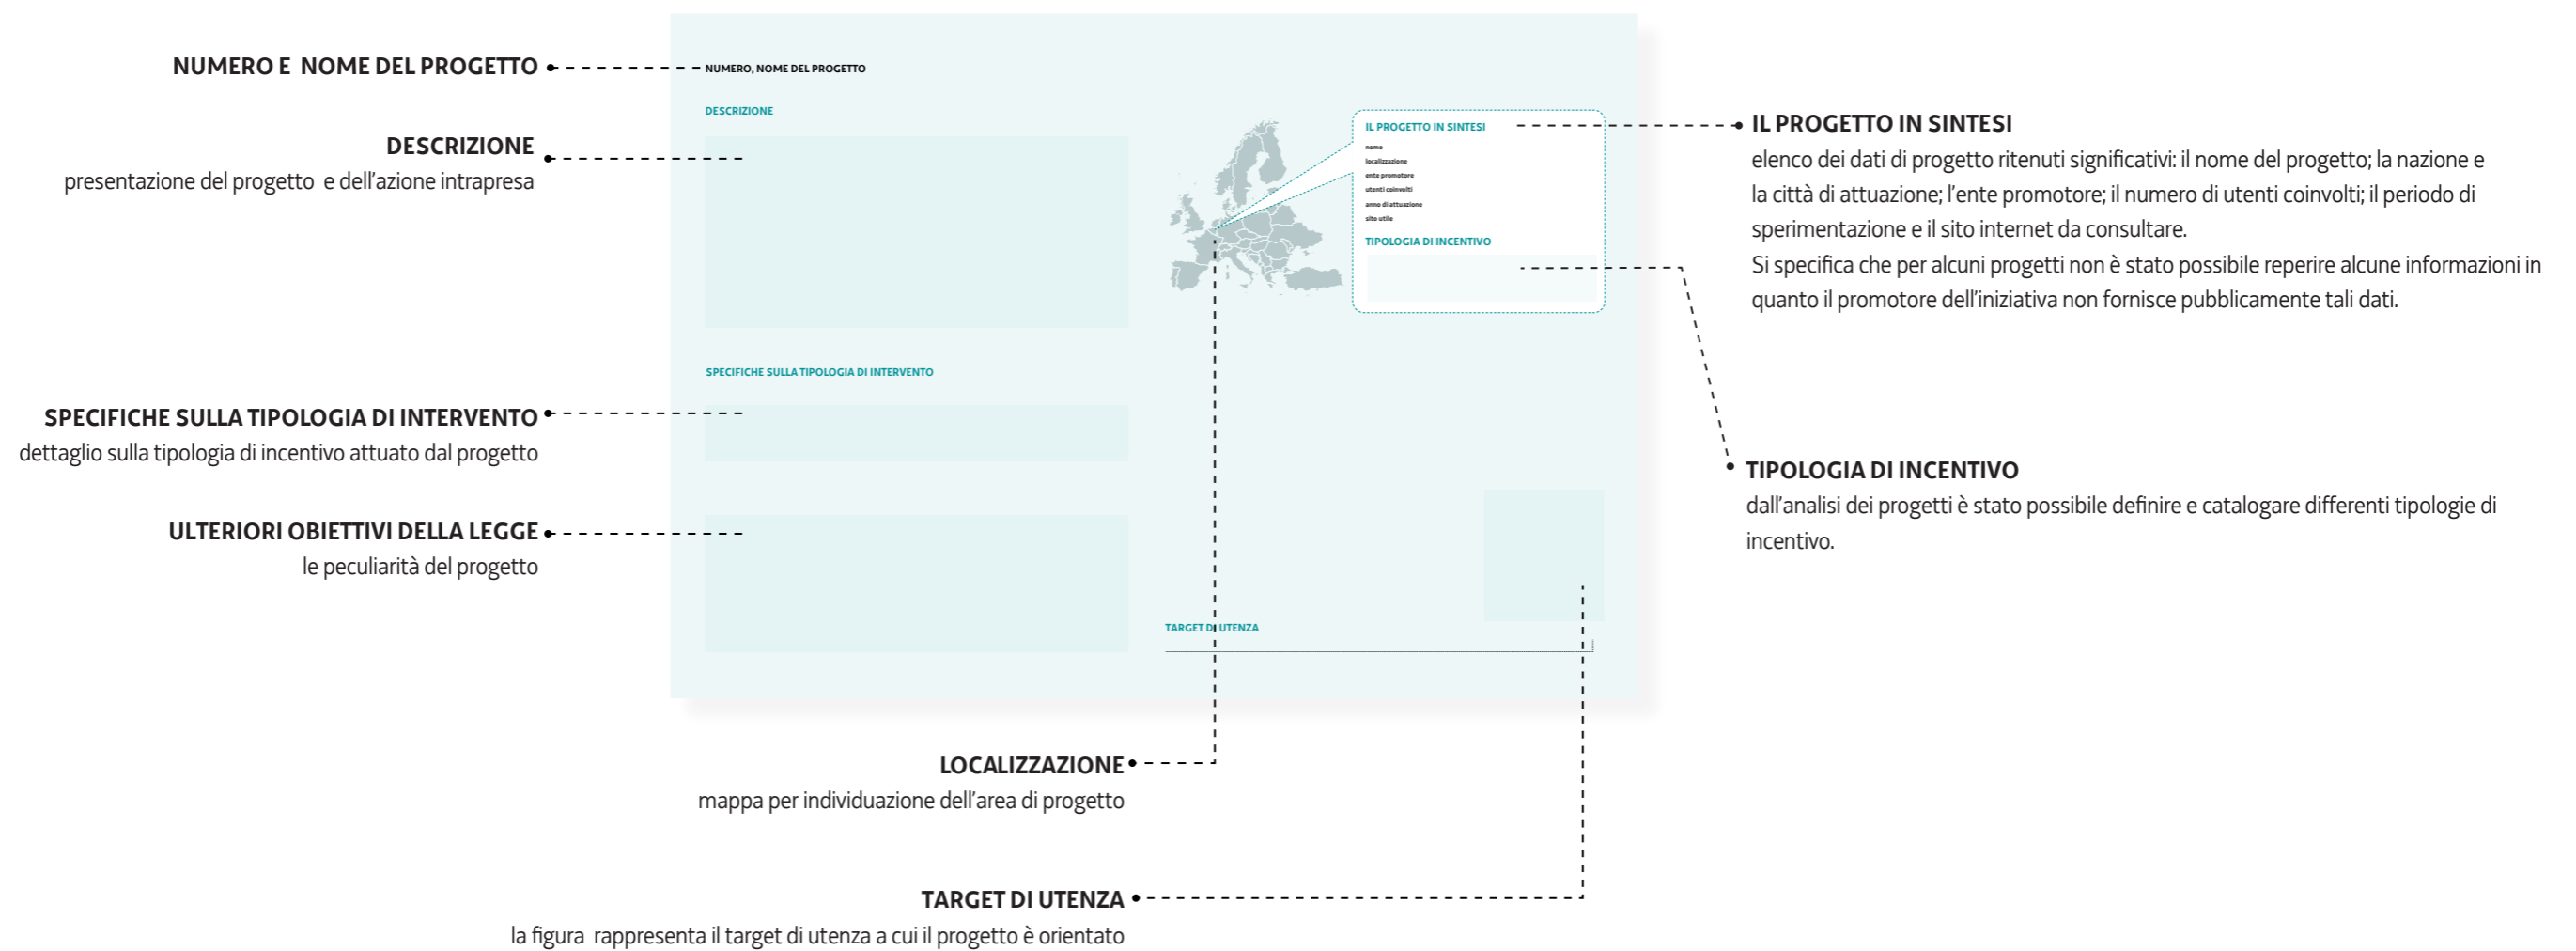 NUMERO E NOME DEL PROGETTO
DESCRIZIONE
presentazione del progetto e dell'azione intrapresa
SPECIFICHE SULLA TIPOLOGIA DI INTERVENTO
dettaglio sulla tipologia di incentivo attuato dal progetto
ULTERIORI OBIETTIVI DELLA LEGGE
le peculiarità del progetto
NUMERO, NOME DEL PROGETTO
DESCRIZIONE
SPECIFICHE SULLA TIPOLOGIA DI INTERVENTO
IL PROGETTO IN SINTESI
nome
localizzazione
ente promotore
utenti coinvolti
anno di attuazione
sito utile
TIPOLOGIA DI INCENTIVO
TARGET DI UTENZA
IL PROGETTO IN SINTESI
elenco dei dati di progetto ritenuti significativi: il nome del progetto; la nazione e
la città di attuazione; l'ente promotore; il numero di utenti coinvolti; il periodo di
sperimentazione e il sito internet da consultare.
Si specifica che per alcuni progetti non è stato possibile reperire alcune informazioni in
quanto il promotore dell'iniziativa non fornisce pubblicamente tali dati.
TIPOLOGIA DI INCENTIVO
dall'analisi dei progetti è stato possibile definire e catalogare differenti tipologie di
incentivo.
LOCALIZZAZIONE
mappa per individuazione dell'area di progetto
TARGET DI UTENZA
la figura rappresenta il target di utenza a cui il progetto è orientato